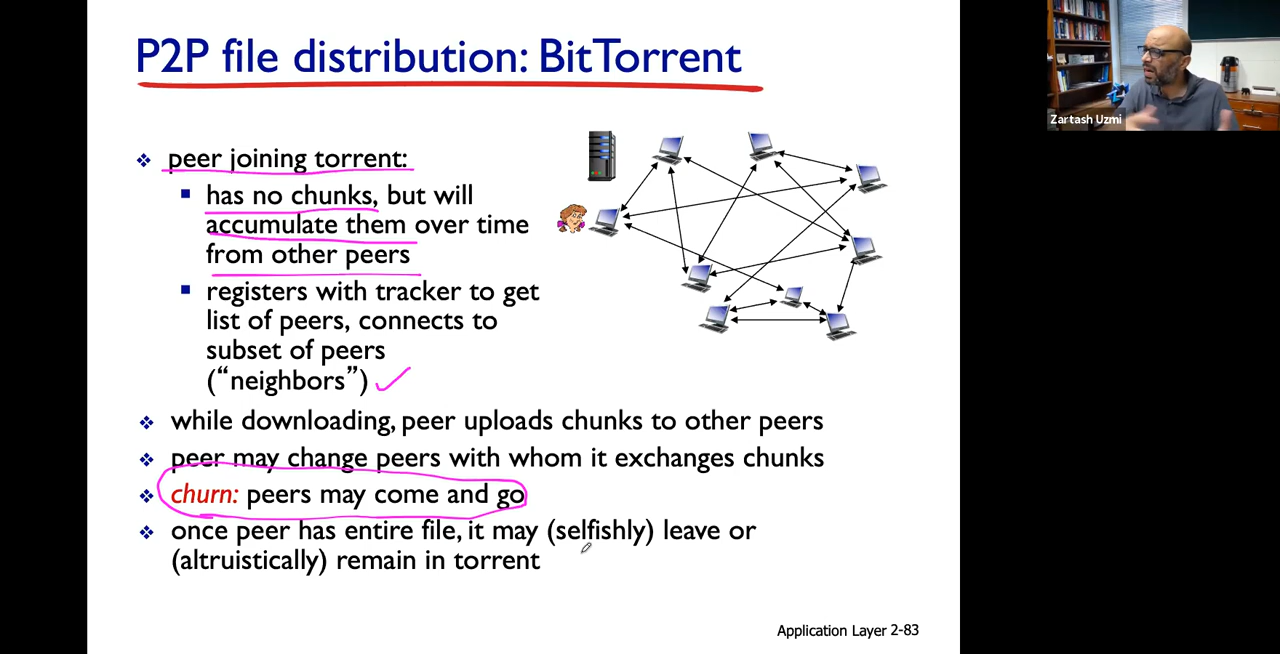 P2P file distribution: BitTorrent
Zartash Uzmi
❖ peer joining torrent:
▪ has no chunks, but will
accumulate them over time
from other peers
▪ registers with tracker to get
list of peers, connects to
subset of peers
(“neighbors”)
❖ while downloading, peer uploads chunks to other peers
❖ peer may change peers with whom it exchanges chunks
❖ churn: peers may come and go
❖ once peer has entire file, it may (selfishly) leave or
(altruistically) remain in torrent
Application Layer 2-83